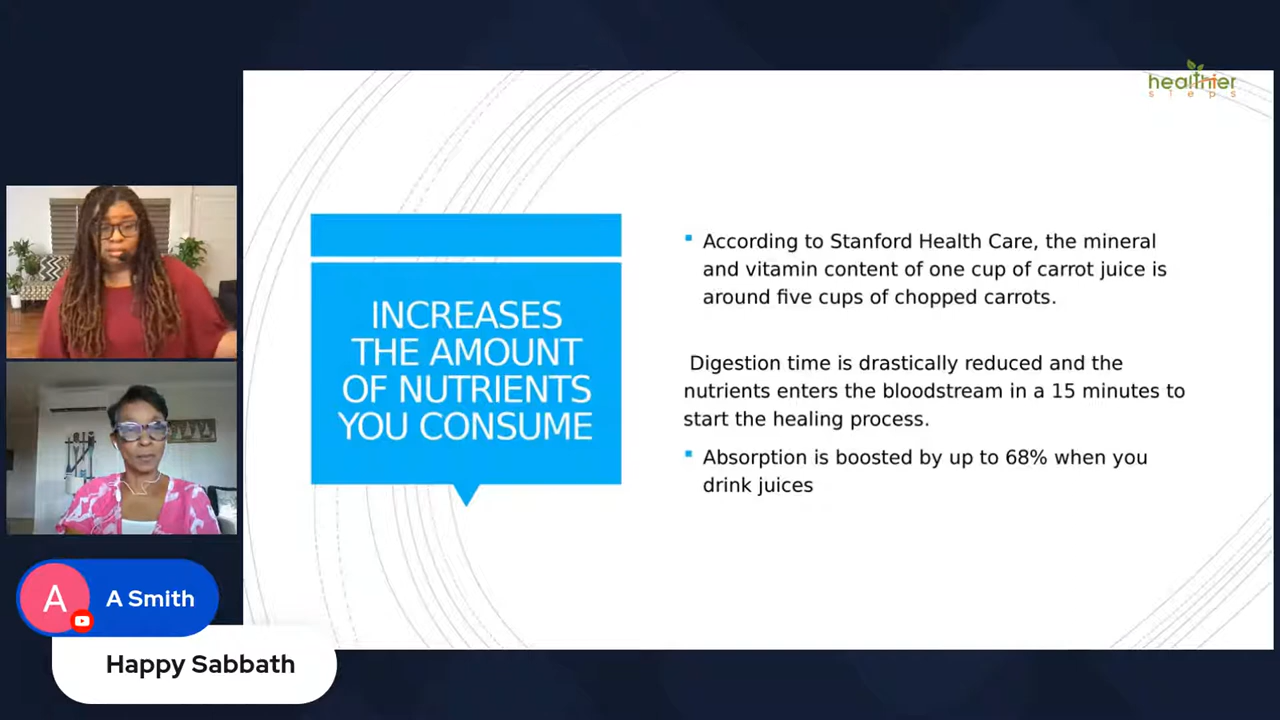 healthier
steps
INCREASES
THE AMOUNT
OF NUTRIENTS
YOU CONSUME
According to Stanford Health Care, the mineral
and vitamin content of one cup of carrot juice is
around five cups of chopped carrots.
Digestion time is drastically reduced and the
nutrients enters the bloodstream in a 15 minutes to
start the healing process.
Absorption is boosted by up to 68% when you
drink juices
A
A Smith
Happy Sabbath